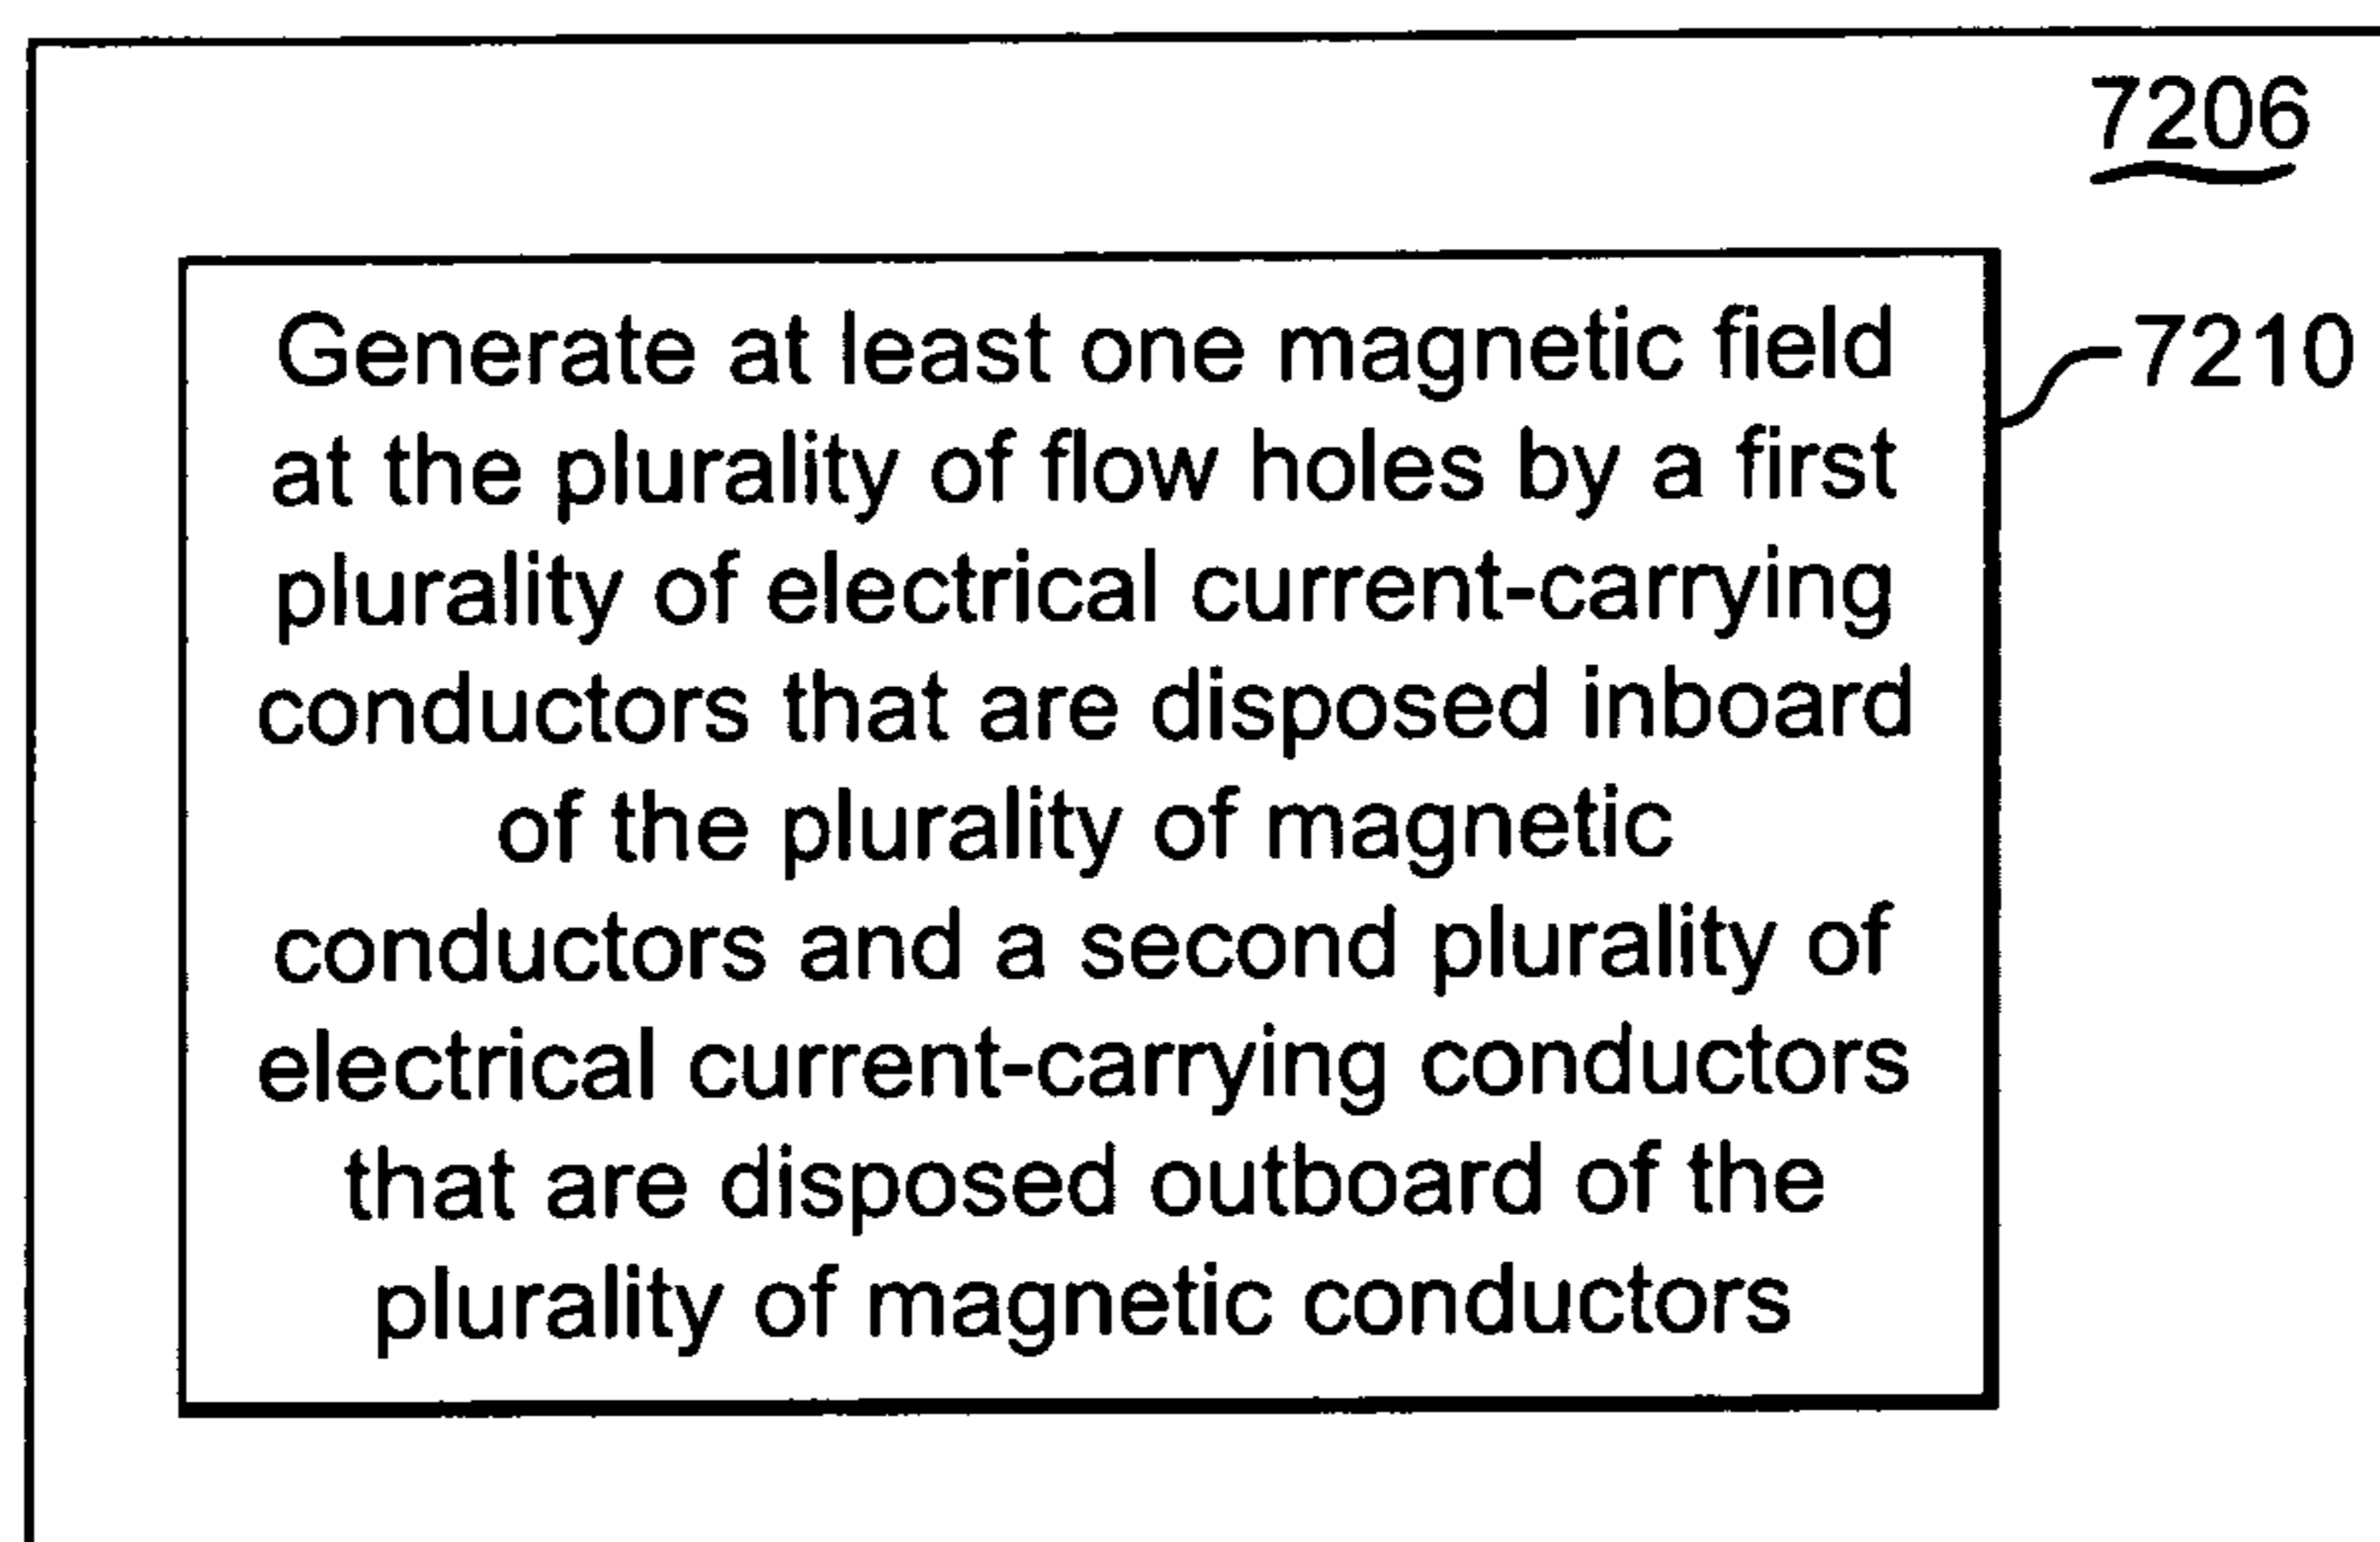 7206
Generate at least one magnetic field
7210
at the plurality of flow holes by a first
plurality of electrical current-carrying
conductors that are disposed inboard
of the plurality of magnetic
conductors and a second plurality of
electrical current-carrying conductors
that are disposed outboard of the
plurality of magnetic conductors